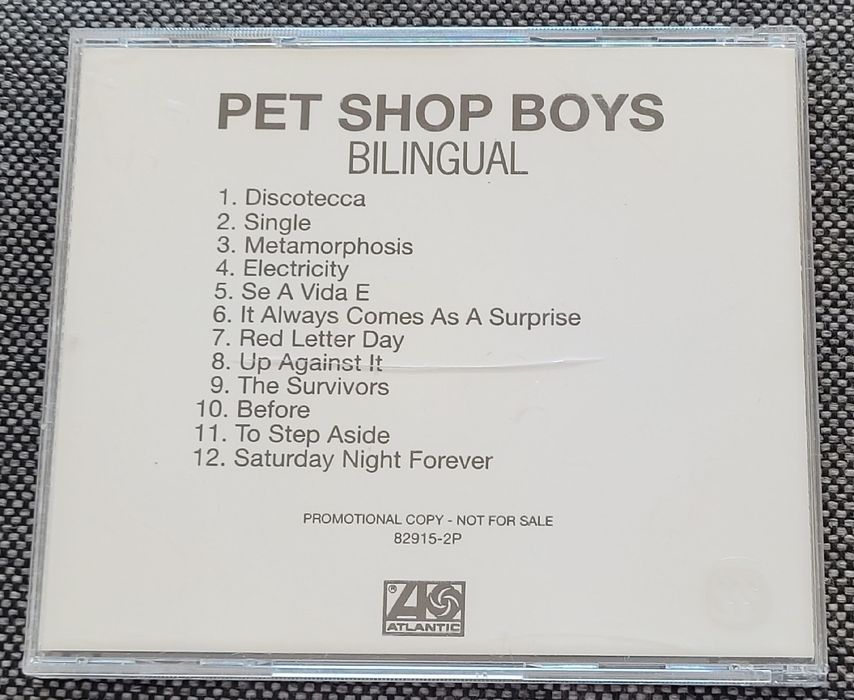 PET SHOP BOYS
BILINGUAL
1. Discotecca
2. Single
3. Metamorphosis
4. Electricity
5. Se A Vida E
6. It Always Comes As A Surprise
7. Red Letter Day
8. Up Against It
9. The Survivors
10. Before
11. To Step Aside
12. Saturday Night Forever
PROMOTIONAL COPY - NOT FOR SALE
82915-2P
®
ATLANTIC